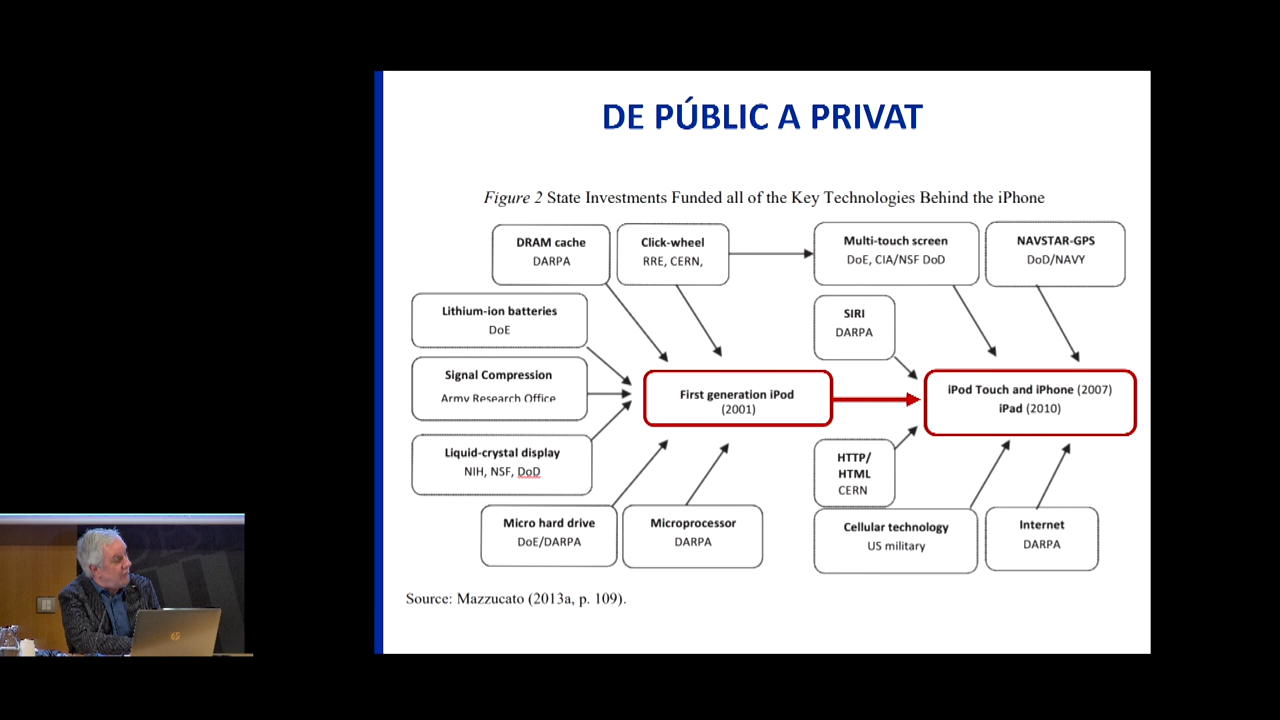 DE PÚBLIC A PRIVAT
Figure 2 State Investments Funded all of the Key Technologies Behind the iPhone
DRAM cache
DARPA
Click-wheel
RRE, CERN,
Multi-touch screen
DoE, CIA/NSF DoD
NAVSTAR-GPS
DoD/NAVY
Lithium-ion batteries
DoE
SIRI
DARPA
Signal Compression
Army Research Office
First generation iPod
(2001)
iPod Touch and iPhone (2007)
iPad (2010)
Liquid-crystal display
NIH, NSF, DoD
HTTP/
HTML
CERN
Micro hard drive
DoE/DARPA
Microprocessor
DARPA
Cellular technology
US military
Internet
DARPA
Source: Mazzucato (2013a, p. 109).
hp